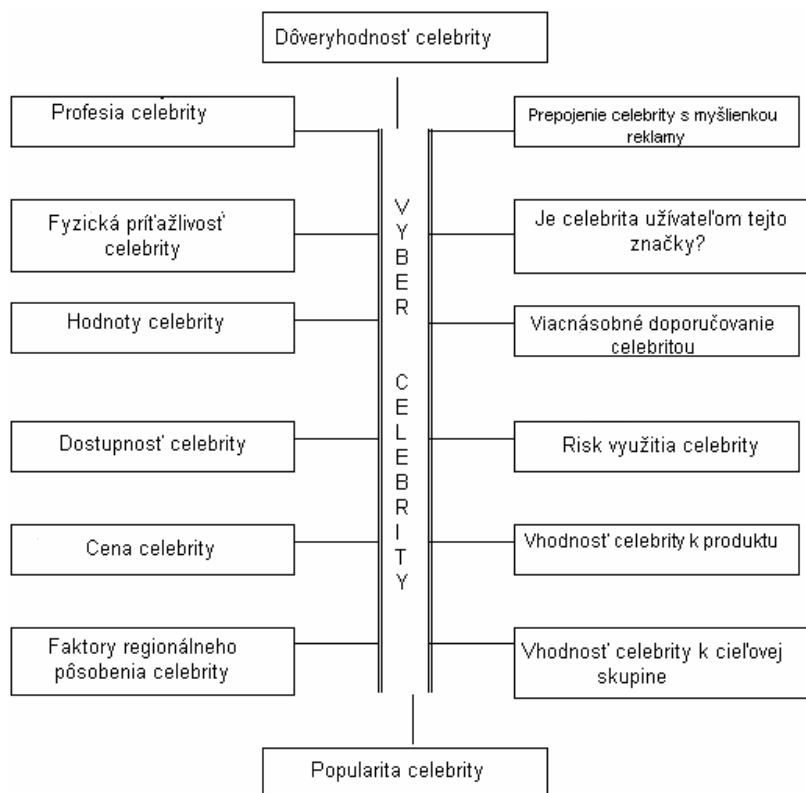 Dôveryhodnosť celebrity
Profesia celebrity
Prepojenie celebrity s myšlienkou
reklamy
Fyzická príťažlivosť
celebrity
Je celebrita užívateľom tejto
značky?
Hodnoty celebrity
Viacnásobné doporučovanie
celebritou
VYBER CELEBRITY
Dostupnosť celebrity
Risk využitia celebrity
Cena celebrity
Vhodnosť celebrity k produktu
Faktory regionálneho
pôsobenia celebrity
Vhodnosť celebrity k cieľovej
skupine
Popularita celebrity